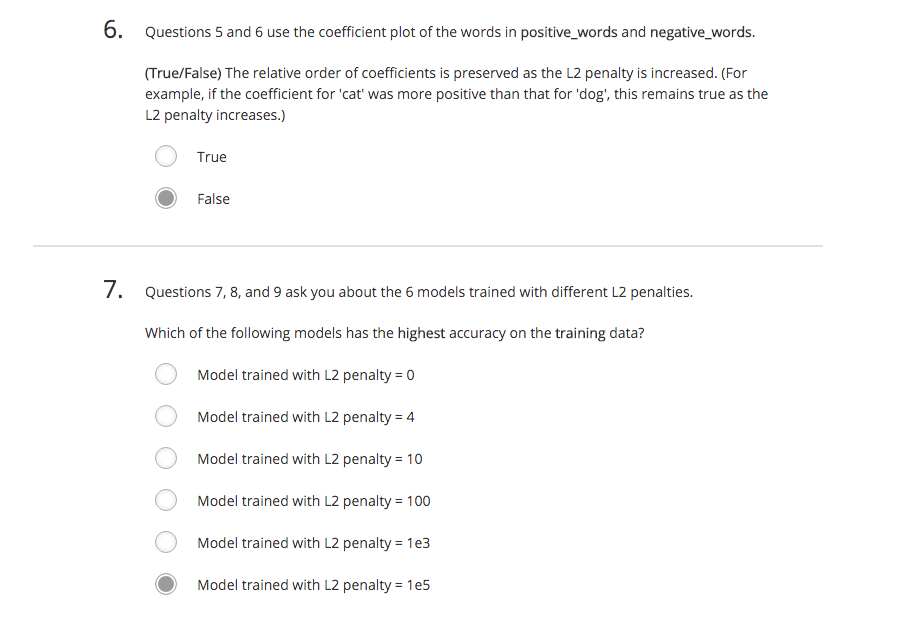 6. Questions 5 and 6 use the coefficient plot of the words in positive_words and negative_words.
(True/False) The relative order of coefficients is preserved as the L2 penalty is increased. (For
example, if the coefficient for 'cat' was more positive than that for 'dog', this remains true as the
L2 penalty increases.)
True
False
7. Questions 7, 8, and 9 ask you about the 6 models trained with different L2 penalties.
Which of the following models has the highest accuracy on the training data?
Model trained with L2 penalty = 0
Model trained with L2 penalty = 4
Model trained with L2 penalty = 10
Model trained with L2 penalty = 100
Model trained with L2 penalty = 1e3
Model trained with L2 penalty = 1e5